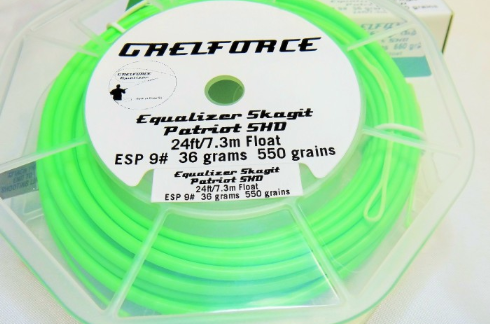 GAELFORCE
GAELFORCE
Equalizer Skagit
Patriot SHD
24ft/7.3m Float
ESP 9# 36 grams 550 grains
Equalizer Skagit
Patriot SHD
24ft/7.3m Float
ESP 9# 36 grams 550 grains